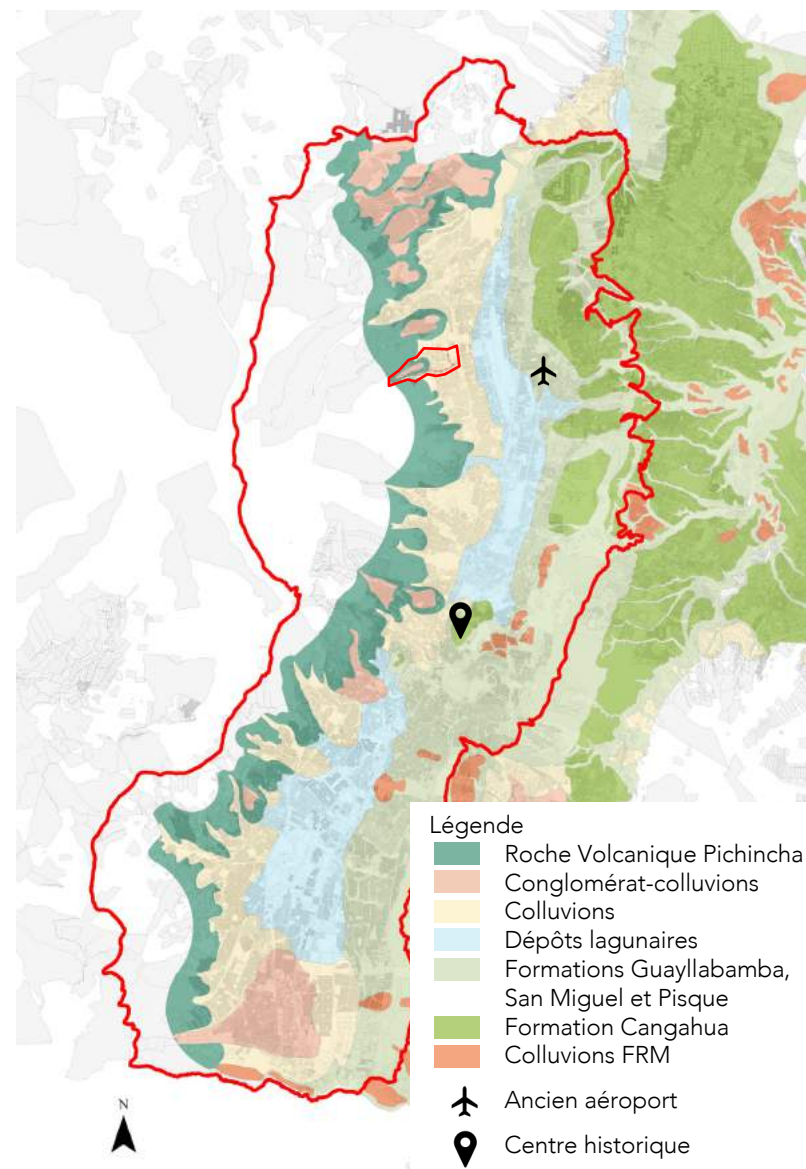 Légende
Roche Volcanique Pichincha
Conglomérat-colluvions
Colluvions
Dépôts lagunaires
Formations Guayllabamba,
San Miguel et Pisque
Formation Cangahua
Colluvions FRM
Ancien aéroport
Centre historique
N